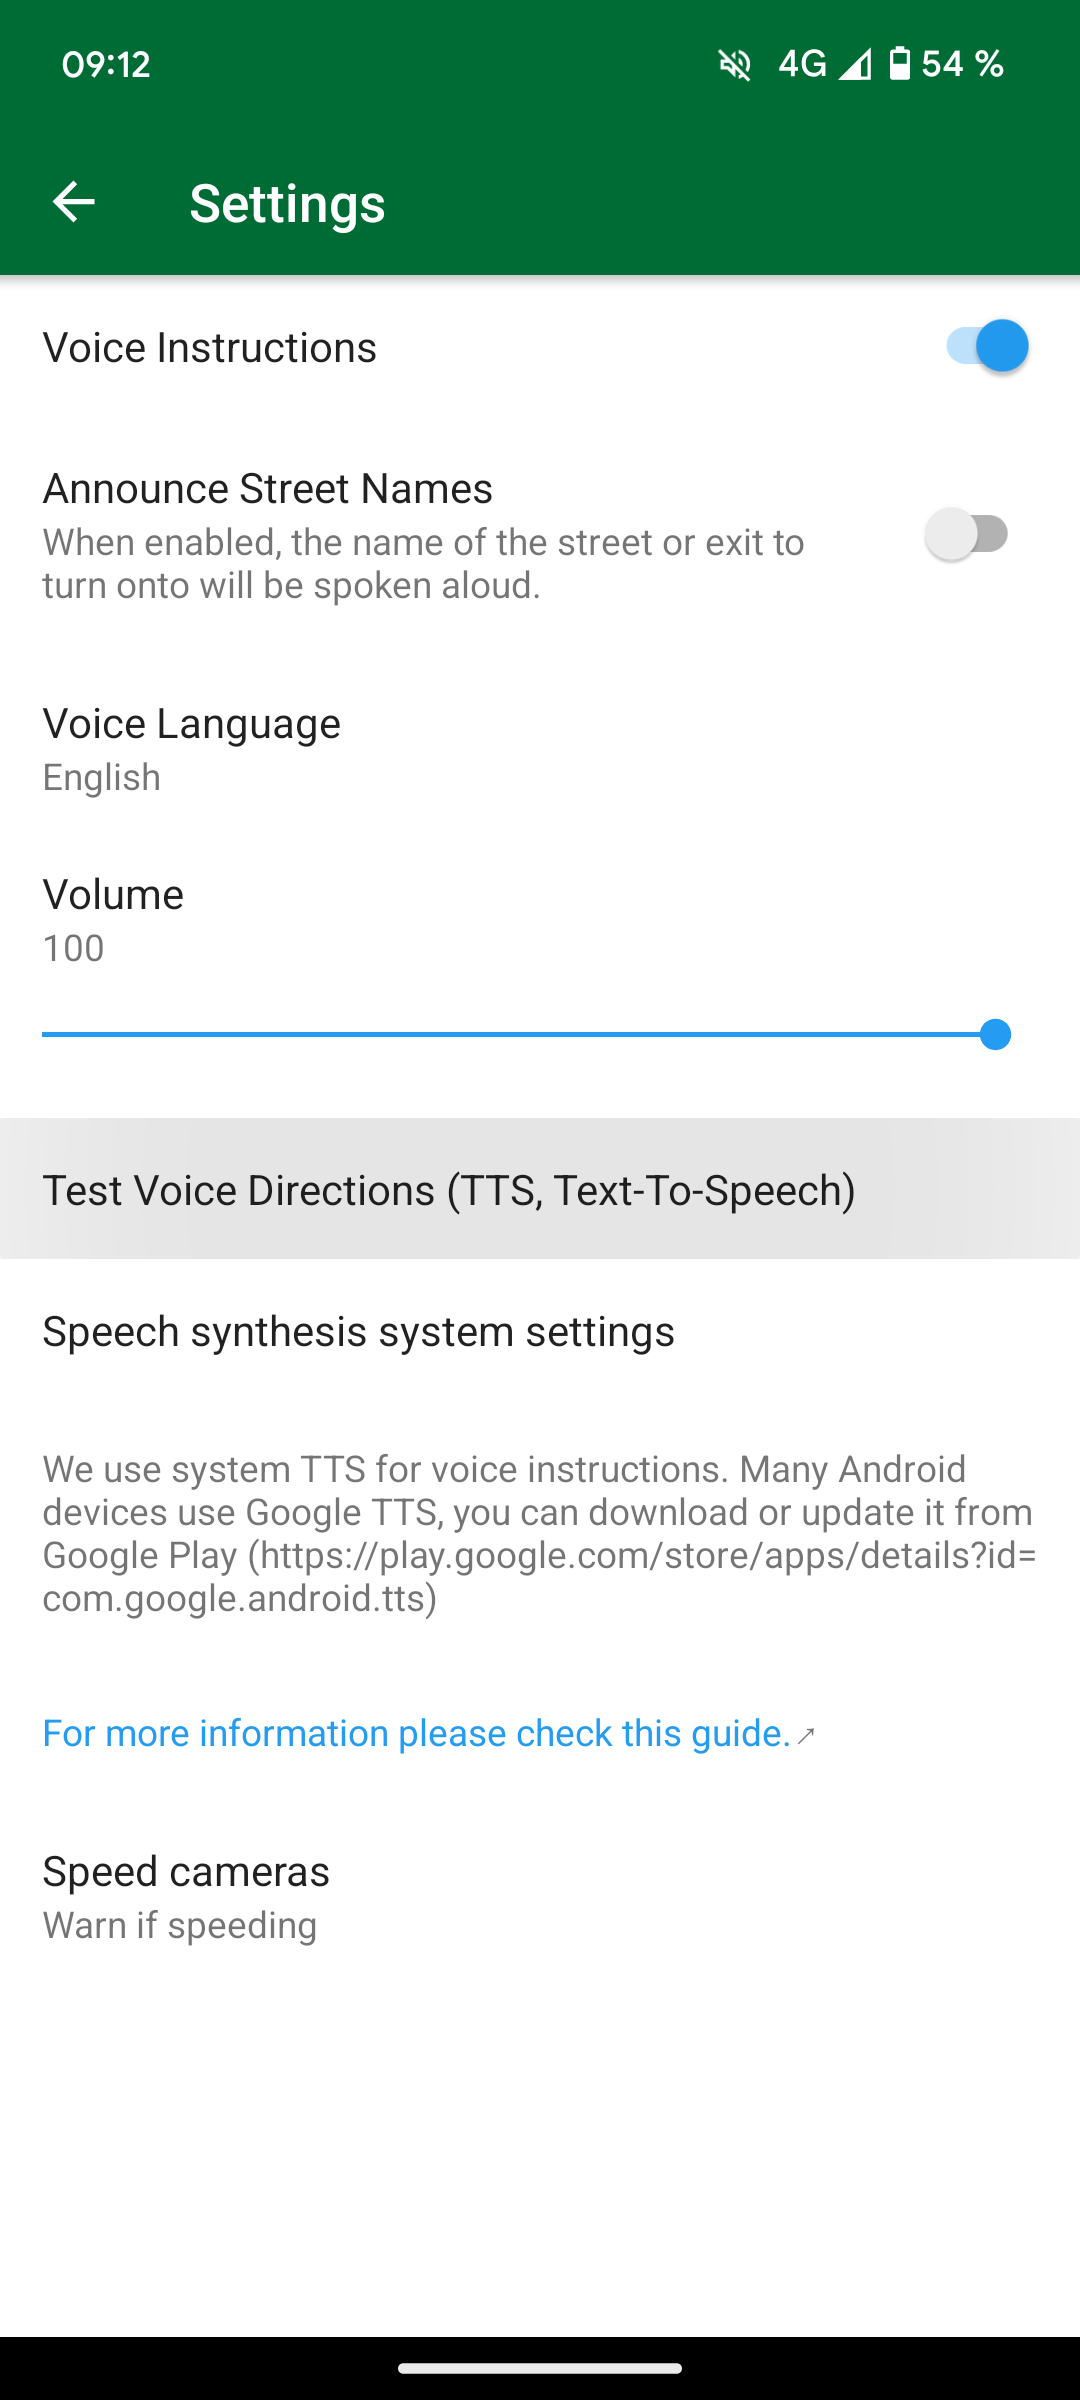 09:12
4G 54 %
Settings
Voice Instructions
Announce Street Names
When enabled, the name of the street or exit to
turn onto will be spoken aloud.
Voice Language
English
Volume
100
Test Voice Directions (TTS, Text-To-Speech)
Speech synthesis system settings
We use system TTS for voice instructions. Many Android
devices use Google TTS, you can download or update it from
Google Play (https://play.google.com/store/apps/details?id=
com.google.android.tts)
For more information please check this guide.↗
Speed cameras
Warn if speeding